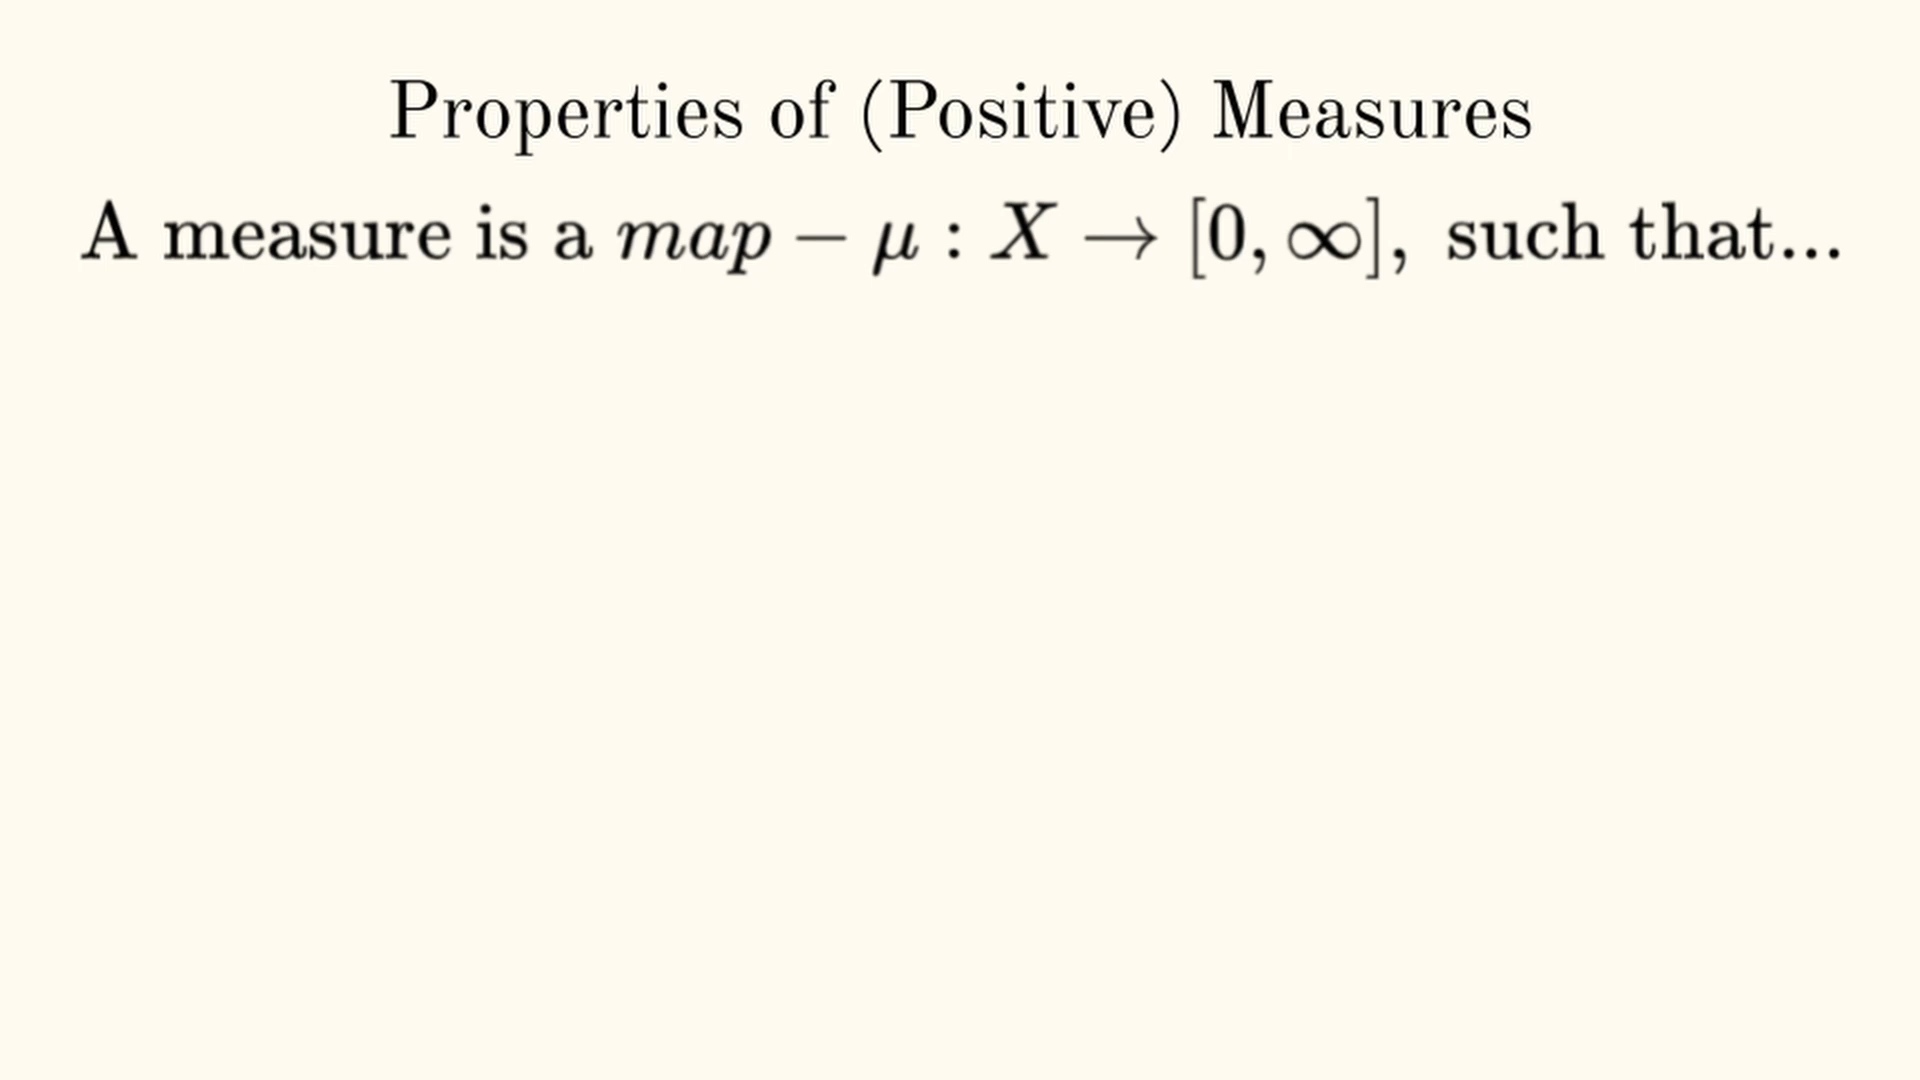 Properties of (Positive) Measures
A measure is a map − μ : X → [0, ∞], such that...